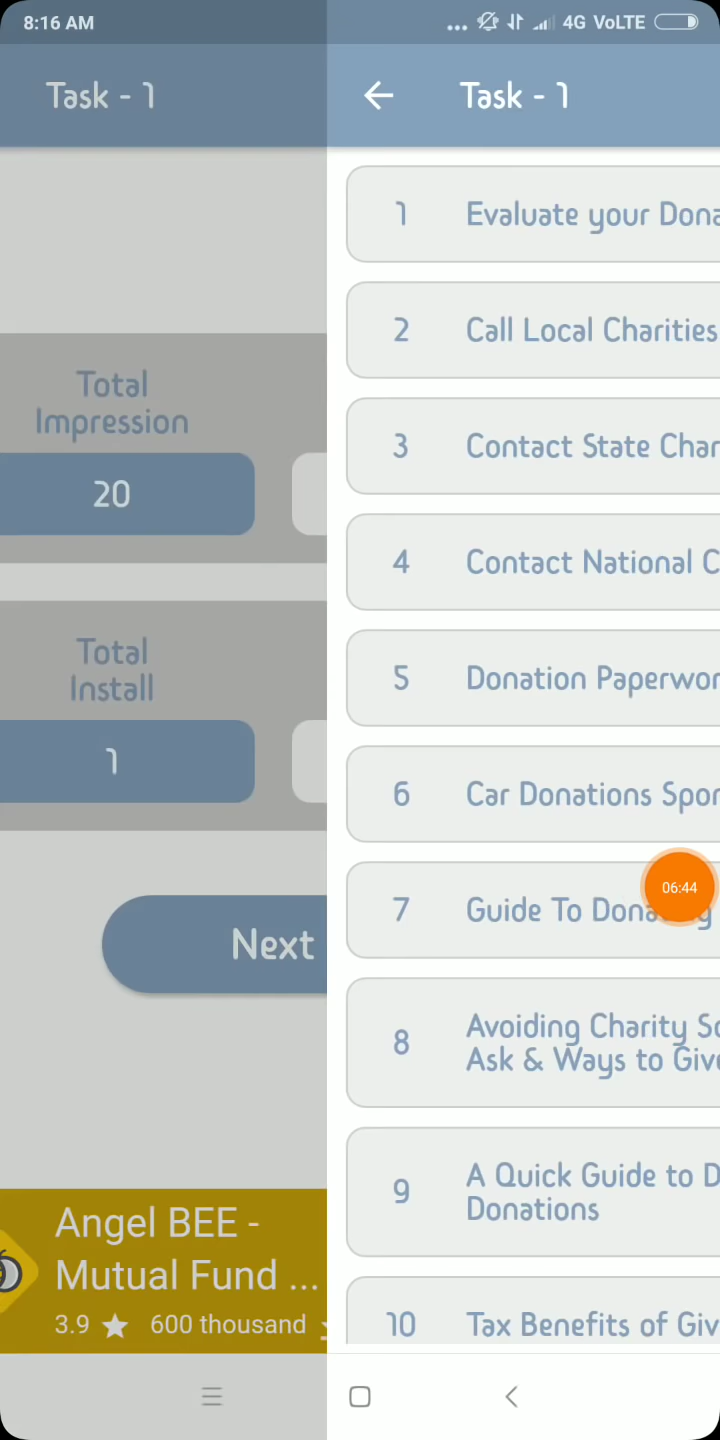 8:16 AM
4G VoLTE
Task - 1
Total
Impression
20
Total
Install
1
Next
Angel BEE -
Mutual Fund ...
3.9 ★ 600 thousand
Task - 1
1 Evaluate your Dona
2 Call Local Charities
3 Contact State Char
4 Contact National C
5 Donation Paperwor
6 Car Donations Spor
06:44
7 Guide To Dona
8 Avoiding Charity Sc
Ask & Ways to Give
9 A Quick Guide to D
Donations
10 Tax Benefits of Giv